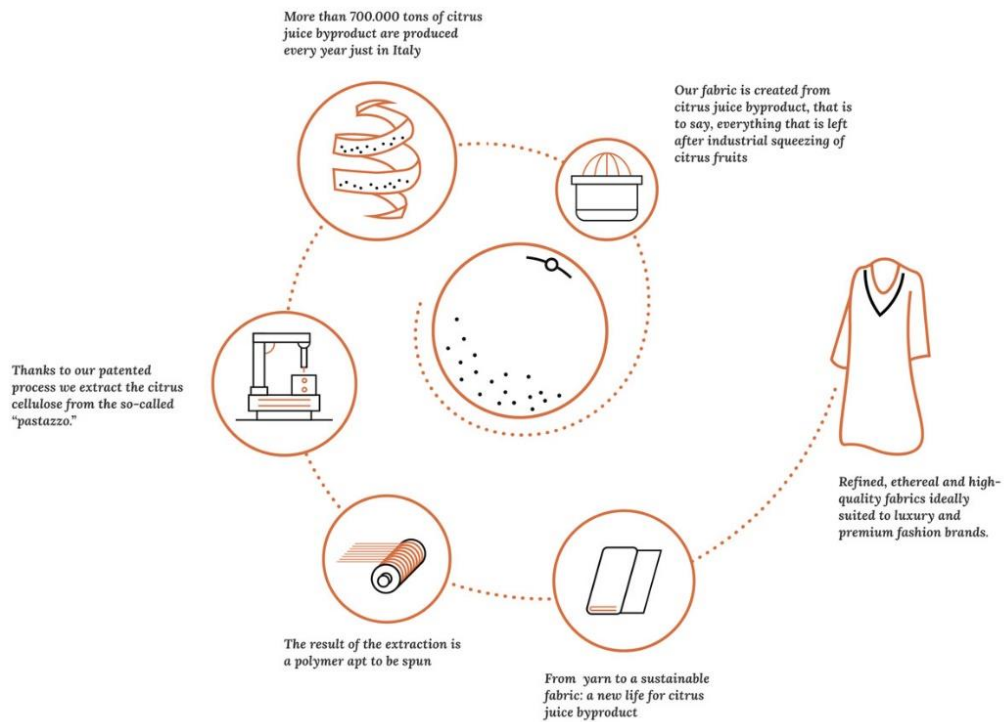 More than 700.000 tons of citrus
juice byproduct are produced
every year just in Italy
Our fabric is created from
citrus juice byproduct, that is
to say, everything that is left
after industrial squeezing of
citrus fruits
Thanks to our patented
process we extract the citrus
cellulose from the so-called
“pastazzo.”
The result of the extraction is
a polymer apt to be spun
From yarn to a sustainable
fabric: a new life for citrus
juice byproduct
Refined, ethereal and high-
quality fabrics ideally
suited to luxury and
premium fashion brands.